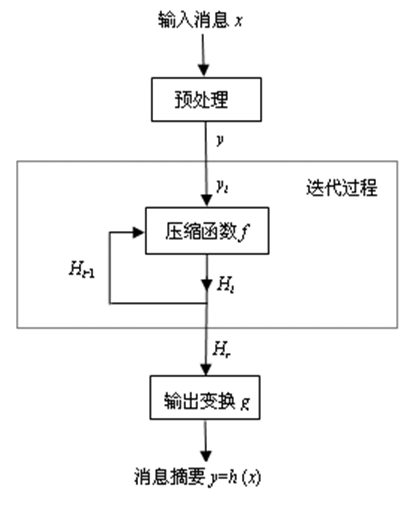 输入消息 x
预处理
y
y_i
迭代过程
压缩函数 f
H_{i-1}
H_i
H_r
输出变换 g
消息摘要 y=h (x)